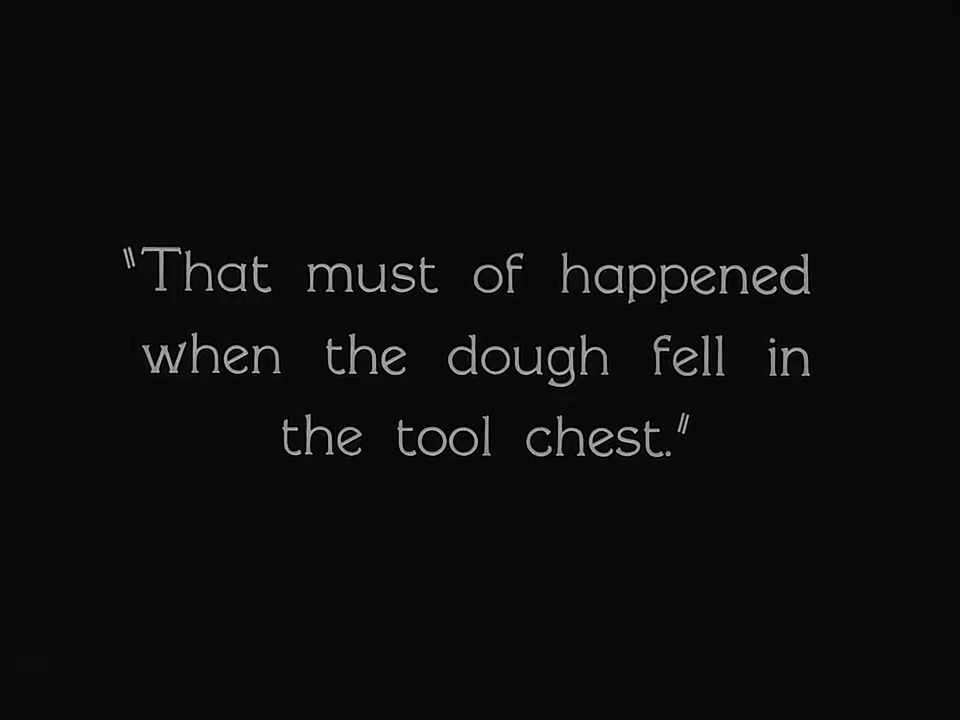 "That must of happened
when the dough fell in
the tool chest."